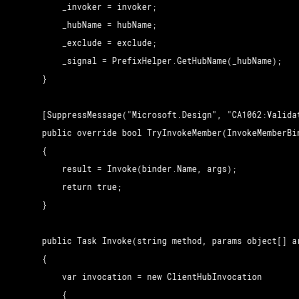 _invoker = invoker;
_hubName = hubName;
_exclude = exclude;
_signal = PrefixHelper.GetHubName(_hubName);
}
[SuppressMessage("Microsoft.Design", "CA1062:Validat
public override bool TryInvokeMember(InvokeMemberBin
{
result = Invoke(binder.Name, args);
return true;
}
public Task Invoke(string method, params object[] ar
{
var invocation = new ClientHubInvocation
{